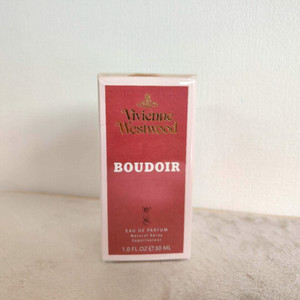 Vivienne
Westwood
BOUDOIR
EAU DE PARFUM
Natural Spray
Vaporisateur
1.0 FL.OZ ℮ 30 ML